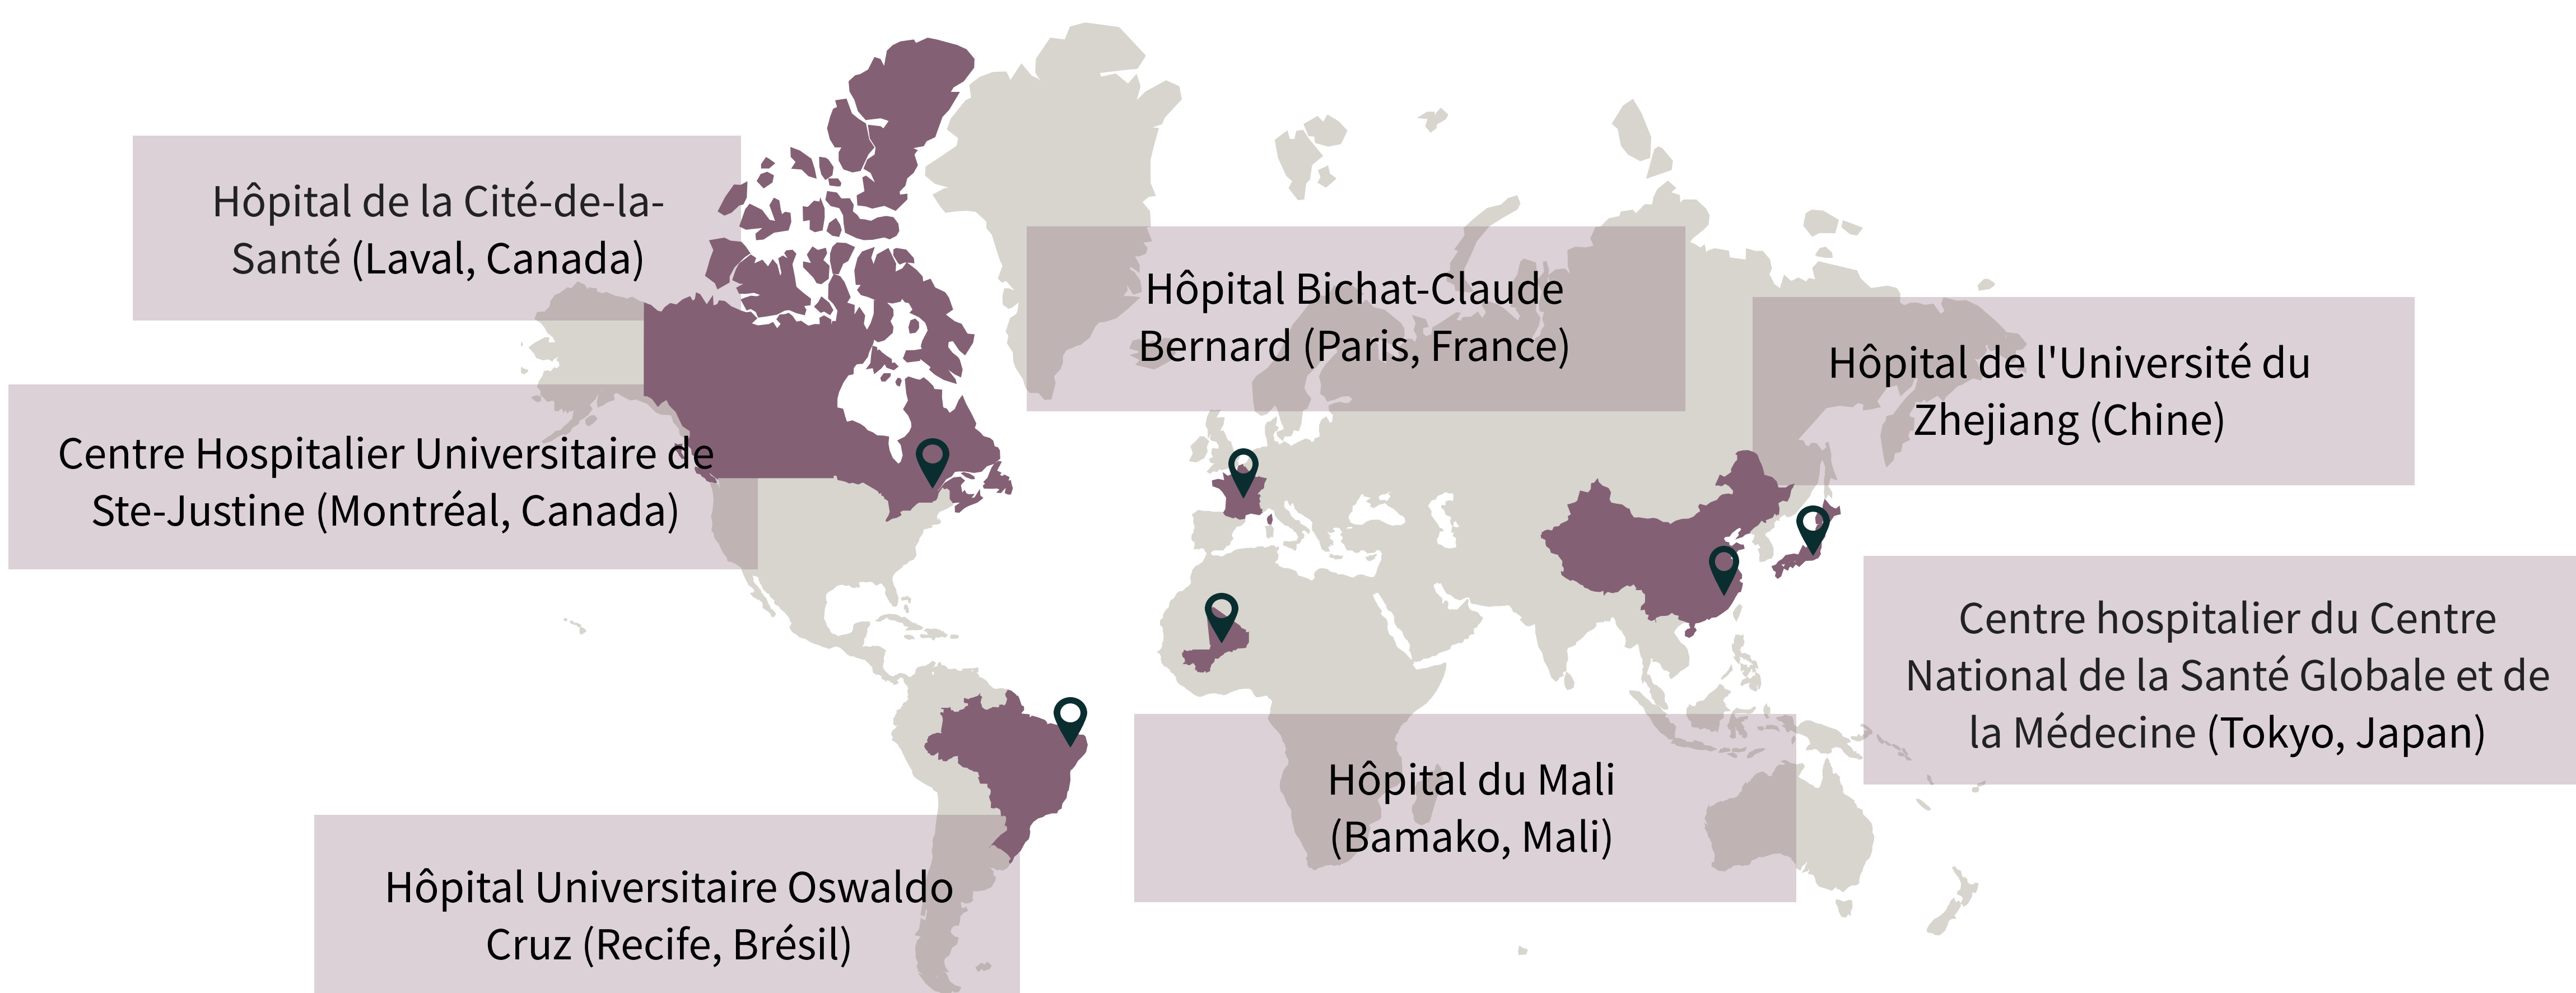 Hôpital de la Cité-de-la-
Santé (Laval, Canada)
Hôpital Bichat-Claude
Bernard (Paris, France)
Hôpital de l'Université du
Zhejiang (Chine)
Centre Hospitalier Universitaire de
Ste-Justine (Montréal, Canada)
Centre hospitalier du Centre
National de la Santé Globale et de
la Médecine (Tokyo, Japan)
Hôpital du Mali
(Bamako, Mali)
Hôpital Universitaire Oswaldo
Cruz (Recife, Brésil)